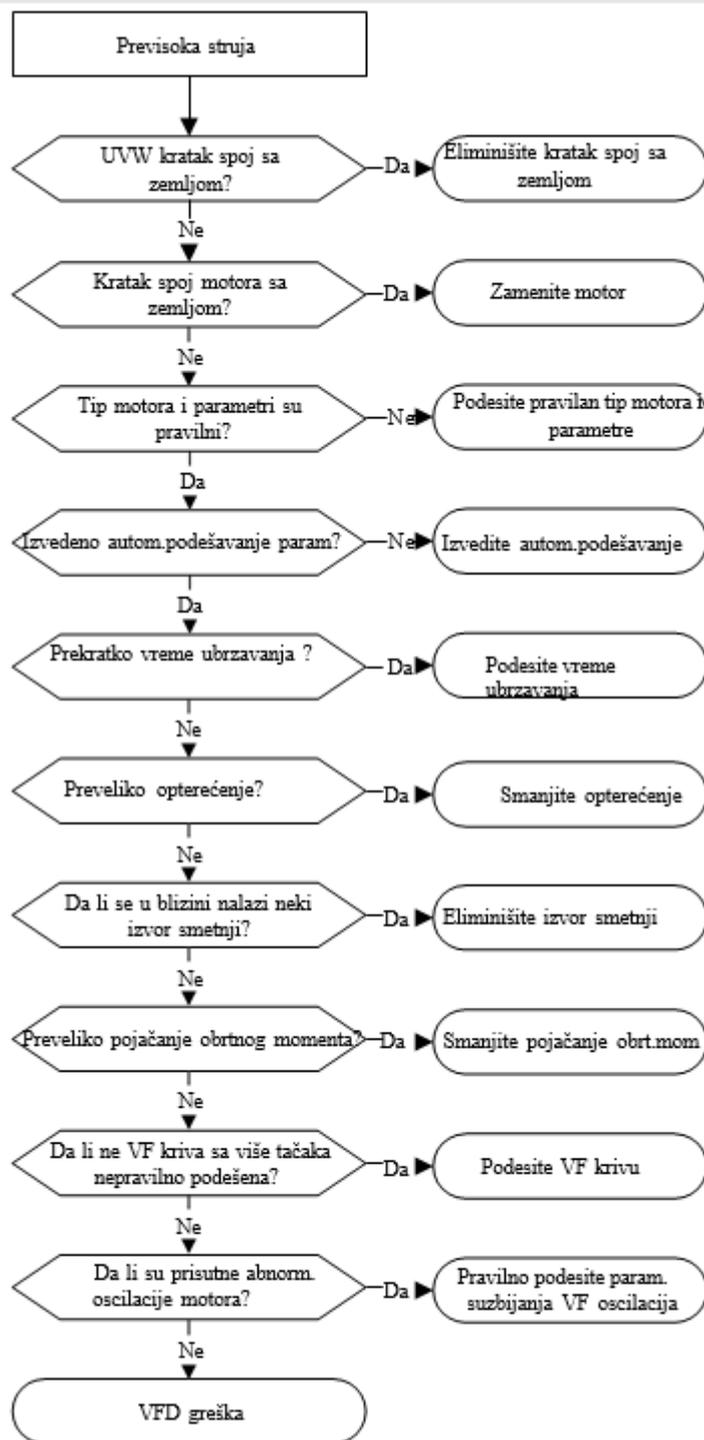 Previsoka struja
UVW kratak spoj sa
zemljom?
Da
Eliminišite kratak spoj sa
zemljom
Ne
Kratak spoj motora sa
zemljom?
Da
Zamenite motor
Ne
Tip motora i parametri su
pravilni?
Ne
Podesite pravilan tip motora i
parametre
Da
Izvedeno autom.podešavanje param?
Ne
Izvedite autom.podešavanje
Da
Prekratko vreme ubrzavanja ?
Da
Podesite vreme
ubrzavanja
Ne
Preveliko opterećenje?
Da
Smanjite opterećenje
Ne
Da li se u blizini nalazi neki
izvor smetnji?
Da
Eliminišite izvor smetnji
Ne
Preveliko pojačanje obrtnog momenta?
Da
Smanjite pojačanje obrt.mom
Ne
Da li ne VF kriva sa više tačaka
nepravilno podešena?
Da
Podesite VF krivu
Ne
Da li su prisutne abnorm.
oscilacije motora?
Da
Pravilno podesite param.
suzbijanja VF oscilacija
Ne
VFD greška